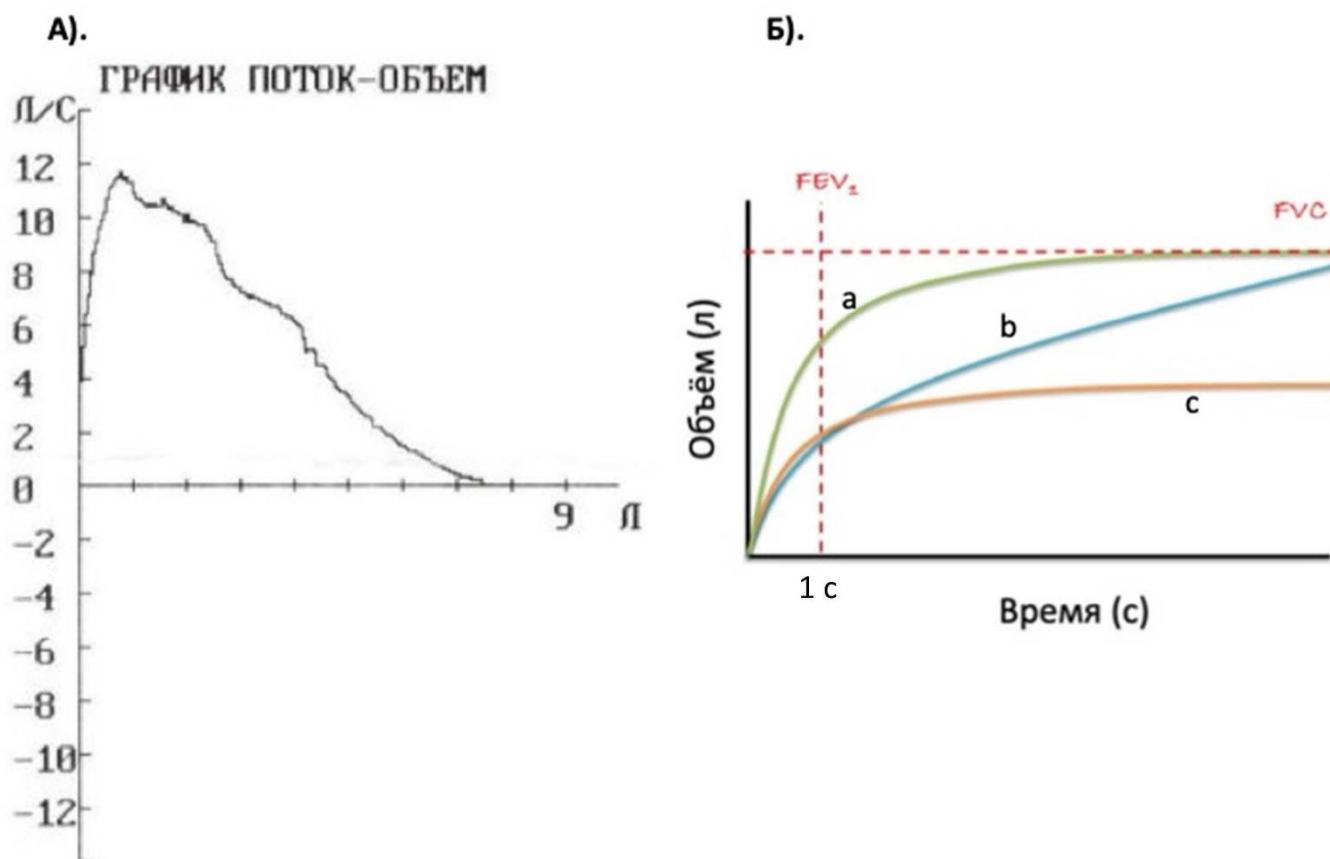 А).
ГРАФИК ПОТОК-ОБЪЕМ
Л/С
12
10
8
6
4
2
0
9 Л
-2
-4
-6
-8
-10
-12
Б).
FEV₁
FVC
a
b
c
Объём (л)
1 с
Время (с)